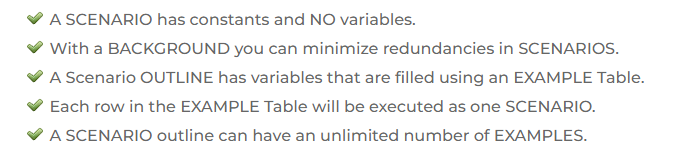 A SCENARIO has constants and NO variables.
With a BACKGROUND you can minimize redundancies in SCENARIOS.
A Scenario OUTLINE has variables that are filled using an EXAMPLE Table.
Each row in the EXAMPLE Table will be executed as one SCENARIO.
A SCENARIO outline can have an unlimited number of EXAMPLES.